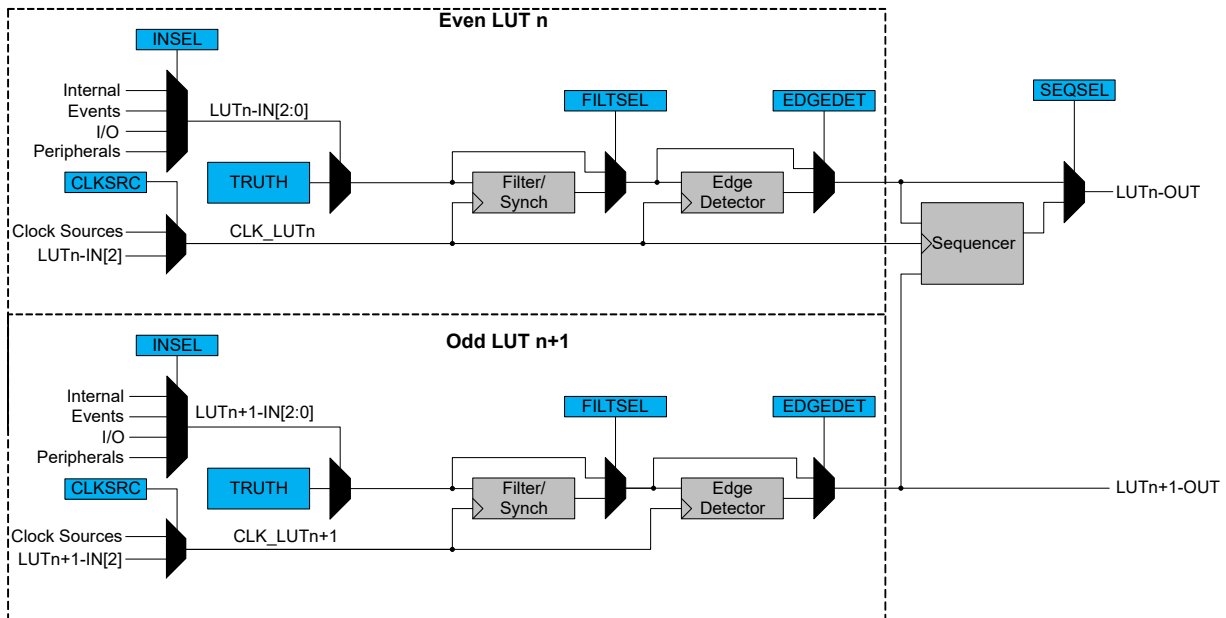 Even LUT n
INSEL
Internal
Events
I/O
Peripherals
LUTn-IN[2:0]
FILTSEL
EDGEDET
SEQSEL
CLKSRC
TRUTH
Filter/
Synch
Edge
Detector
LUTn-OUT
Clock Sources
LUTn-IN[2]
CLK_LUTn
Sequencer
Odd LUT n+1
INSEL
Internal
Events
I/O
Peripherals
LUTn+1-IN[2:0]
FILTSEL
EDGEDET
CLKSRC
TRUTH
Filter/
Synch
Edge
Detector
LUTn+1-OUT
Clock Sources
LUTn+1-IN[2]
CLK_LUTn+1